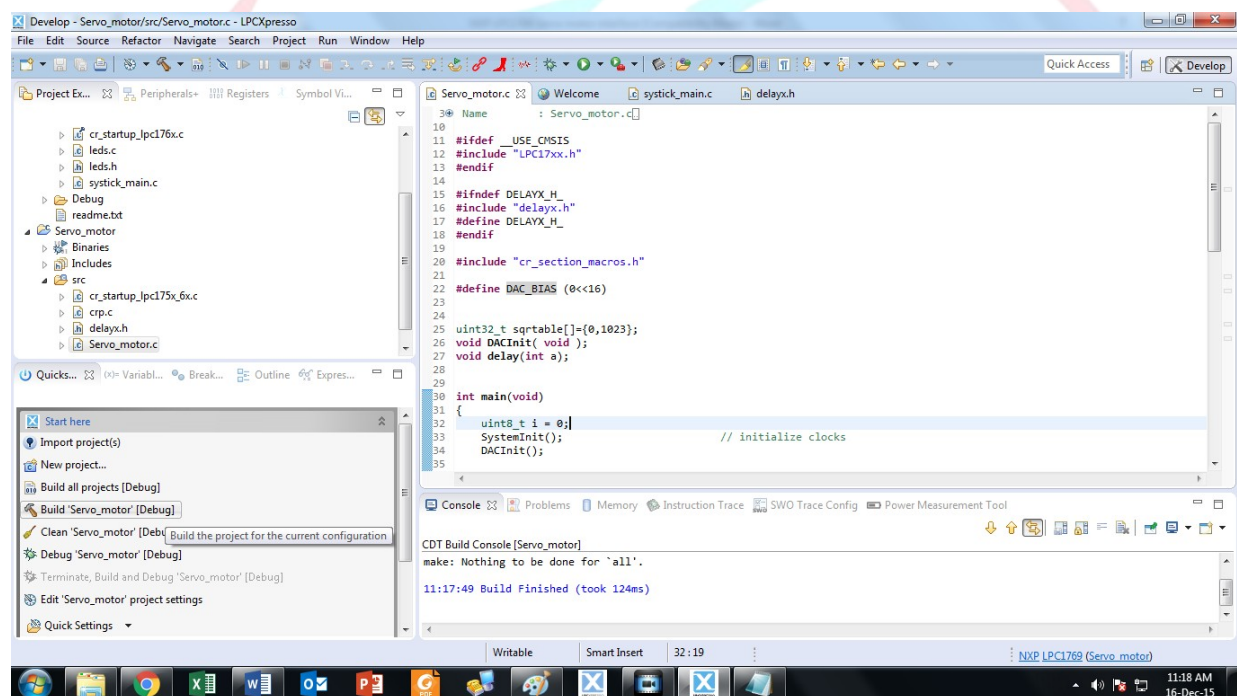 Develop - Servo_motor/src/Servo_motor.c - LPCXpresso
File Edit Source Refactor Navigate Search Project Run Window Help
Quick Access
Develop
Project Ex...
Peripherals+
Registers
Symbol Vi...
cr_startup_lpc176x.c
leds.c
leds.h
systick_main.c
Debug
readme.txt
Servo_motor
Binaries
Includes
src
cr_startup_lpc175x_6x.c
crp.c
delayx.h
Servo_motor.c
Quicks...
(x)= Variabl...
Break...
Outline
Expres...
Start here
Import project(s)
New project...
Build all projects [Debug]
Build 'Servo_motor' [Debug]
Clean 'Servo_motor' [Debu
Build the project for the current configuration
Debug 'Servo_motor' [Debug]
Terminate, Build and Debug 'Servo_motor' [Debug]
Edit 'Servo_motor' project settings
Quick Settings
Servo_motor.c
Welcome
systick_main.c
delayx.h
3 Name : Servo_motor.c
10
11 #ifdef __USE_CMSIS
12 #include "LPC17xx.h"
13 #endif
14
15 #ifndef DELAYX_H_
16 #include "delayx.h"
17 #define DELAYX_H_
18 #endif
19
20 #include "cr_section_macros.h"
21
22 #define DAC_BIAS (0<<16)
23
24
25 uint32_t sqrtable[]={0,1023};
26 void DACInit( void );
27 void delay(int a);
28
29
30 int main(void)
31 {
32 uint8_t i = 0;
33 SystemInit(); // initialize clocks
34 DACInit();
35
Console
Problems
Memory
Instruction Trace
SWO Trace Config
Power Measurement Tool
CDT Build Console [Servo_motor]
make: Nothing to be done for `all'.
11:17:49 Build Finished (took 124ms)
Writable
Smart Insert
32 : 19
NXP LPC1769 (Servo_motor)
11:18 AM
16-Dec-15